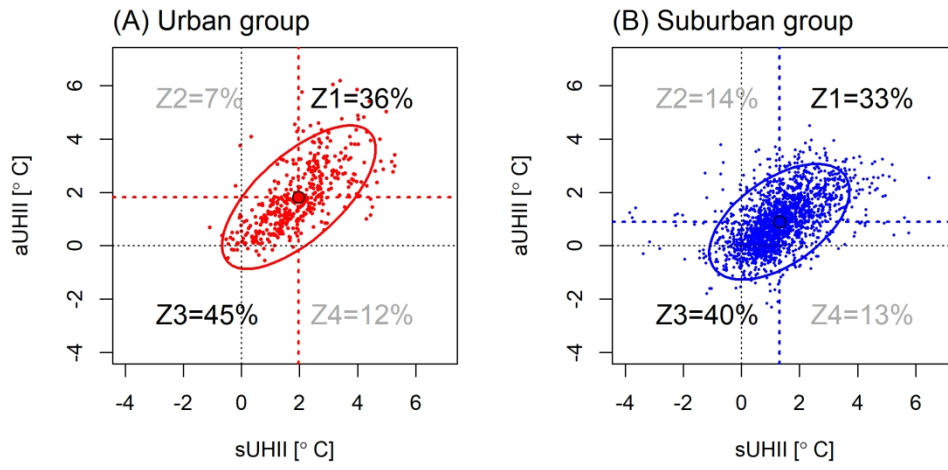 (A) Urban group
Z2=7% Z1=36%
Z3=45% Z4=12%
aUHII [° C]
6
4
2
0
-2
-4
-4 -2 0 2 4 6
sUHII [° C]
(B) Suburban group
Z2=14% Z1=33%
Z3=40% Z4=13%
aUHII [° C]
6
4
2
0
-2
-4
-4 -2 0 2 4 6
sUHII [° C]